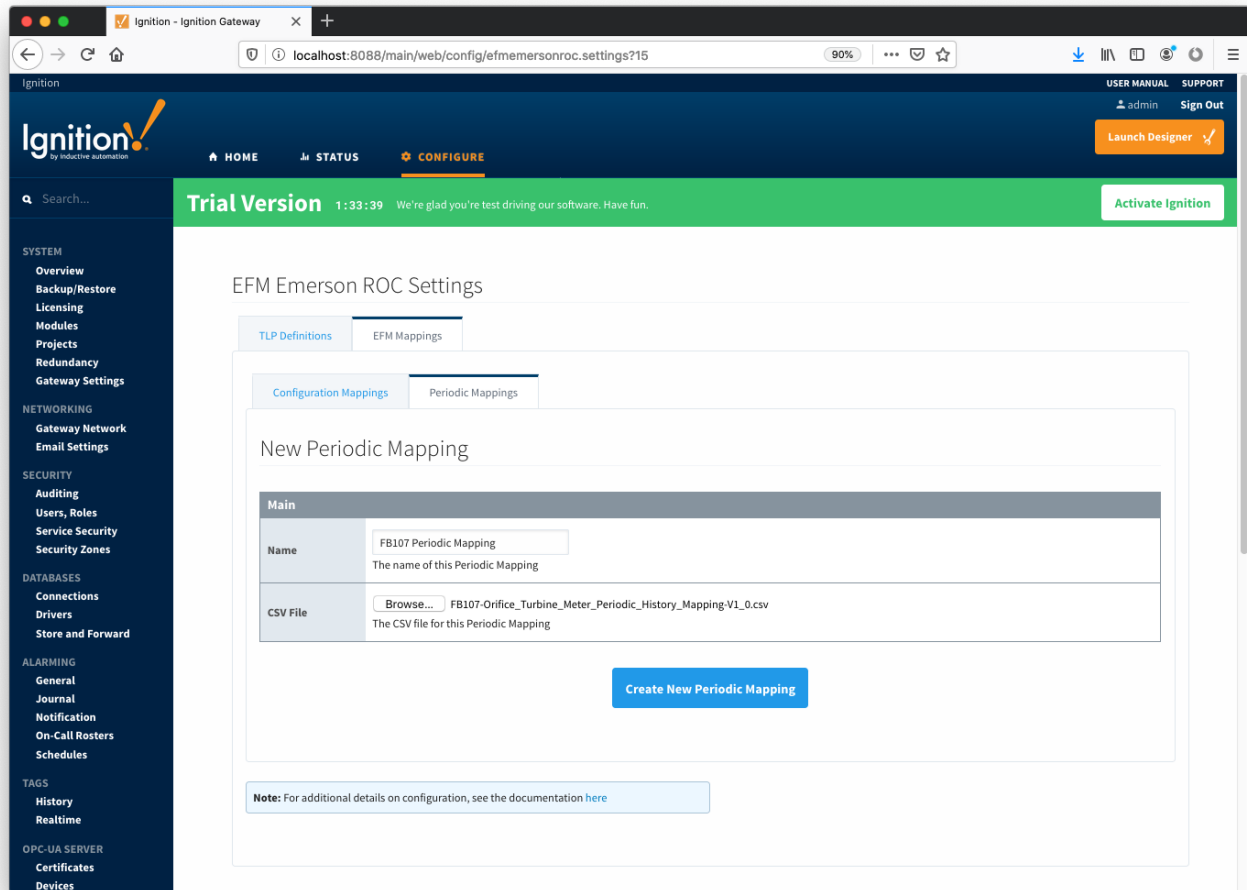 Ignition - Ignition Gateway
localhost:8088/main/web/config/efmemersonroc.settings?15
90%
Ignition
USER MANUAL SUPPORT
admin Sign Out
Ignition!
by inductive automation
Launch Designer
HOME STATUS CONFIGURE
Search...
Trial Version 1:33:39 We're glad you're test driving our software. Have fun.
Activate Ignition
SYSTEM
Overview
Backup/Restore
Licensing
Modules
Projects
Redundancy
Gateway Settings
NETWORKING
Gateway Network
Email Settings
SECURITY
Auditing
Users, Roles
Service Security
Security Zones
DATABASES
Connections
Drivers
Store and Forward
ALARMING
General
Journal
Notification
On-Call Rosters
Schedules
TAGS
History
Realtime
OPC-UA SERVER
Certificates
Devices
EFM Emerson ROC Settings
TLP Definitions EFM Mappings
Configuration Mappings Periodic Mappings
New Periodic Mapping
Main
Name
FB107 Periodic Mapping
The name of this Periodic Mapping
CSV File
Browse... FB107-Orifice_Turbine_Meter_Periodic_History_Mapping-V1_0.csv
The CSV file for this Periodic Mapping
Create New Periodic Mapping
Note: For additional details on configuration, see the documentation here